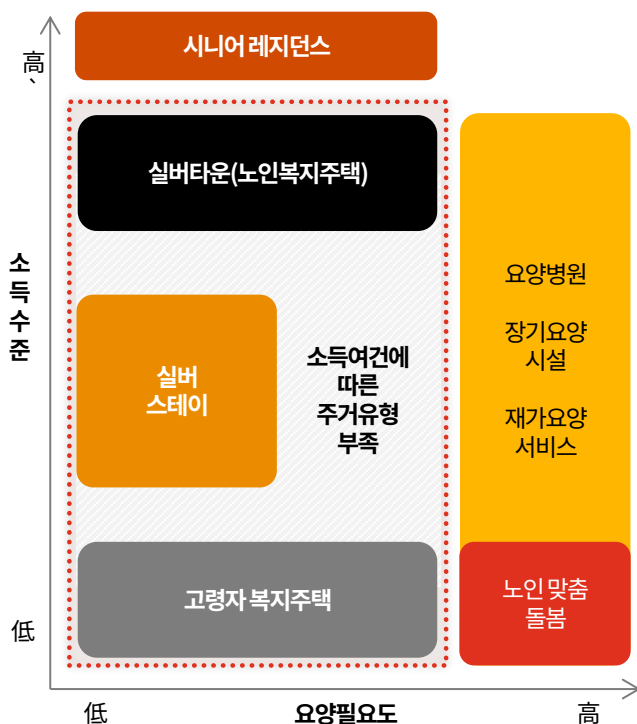 시니어 레지던스
高、
실버타운(노인복지주택)
소
득
수
준
요양병원
장기요양
시설
재가요양
서비스
실버
스테이
소득여건에
따른
주거유형
부족
고령자 복지주택
노인 맞춤
돌봄
低
低
요양필요도
高